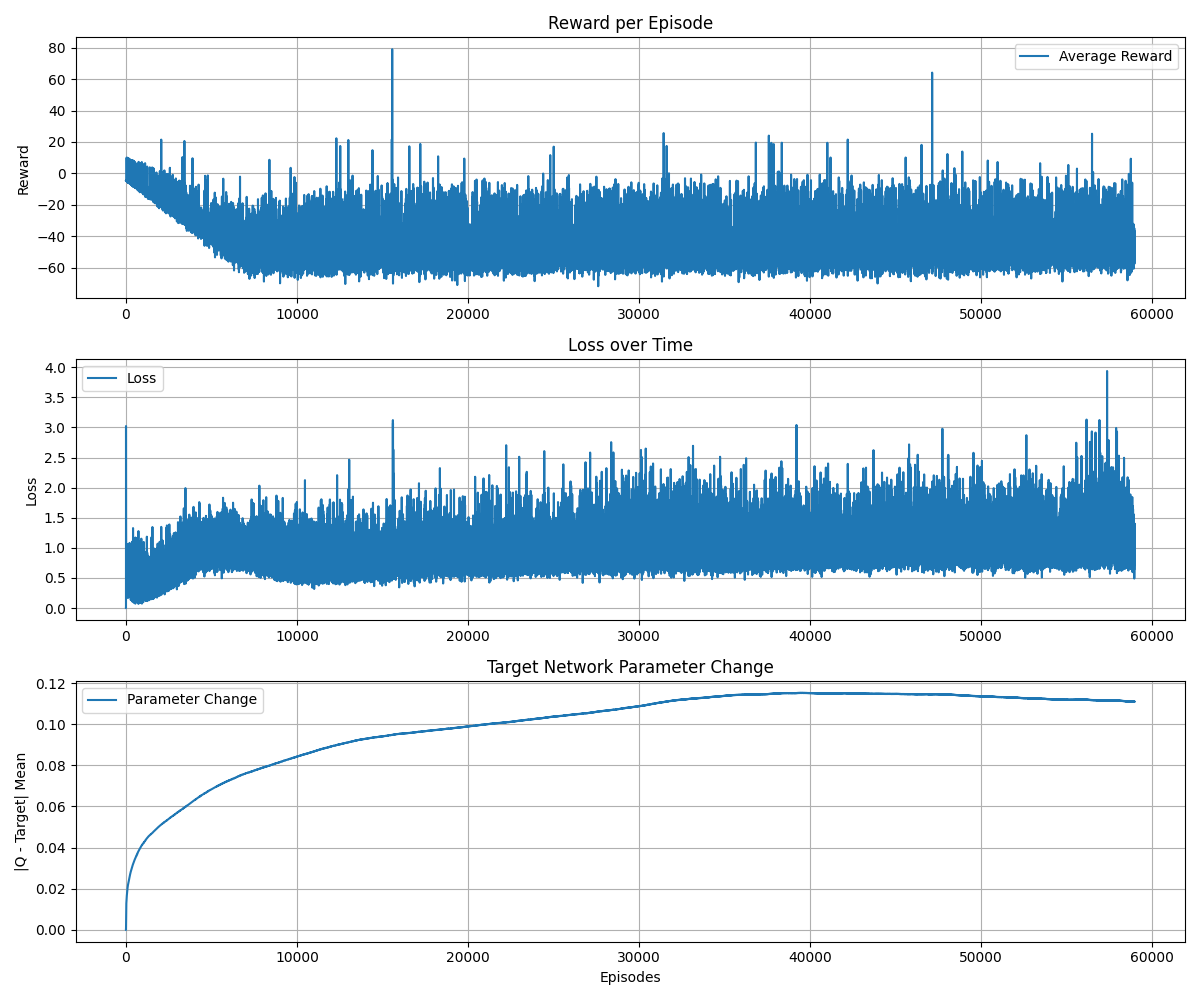 Reward per Episode
Average Reward
Reward
80
60
40
20
0
−20
−40
−60
0 10000 20000 30000 40000 50000 60000
Loss over Time
Loss
Loss
4.0
3.5
3.0
2.5
2.0
1.5
1.0
0.5
0.0
0 10000 20000 30000 40000 50000 60000
Target Network Parameter Change
Parameter Change
|Q - Target| Mean
0.12
0.10
0.08
0.06
0.04
0.02
0.00
0 10000 20000 30000 40000 50000 60000
Episodes